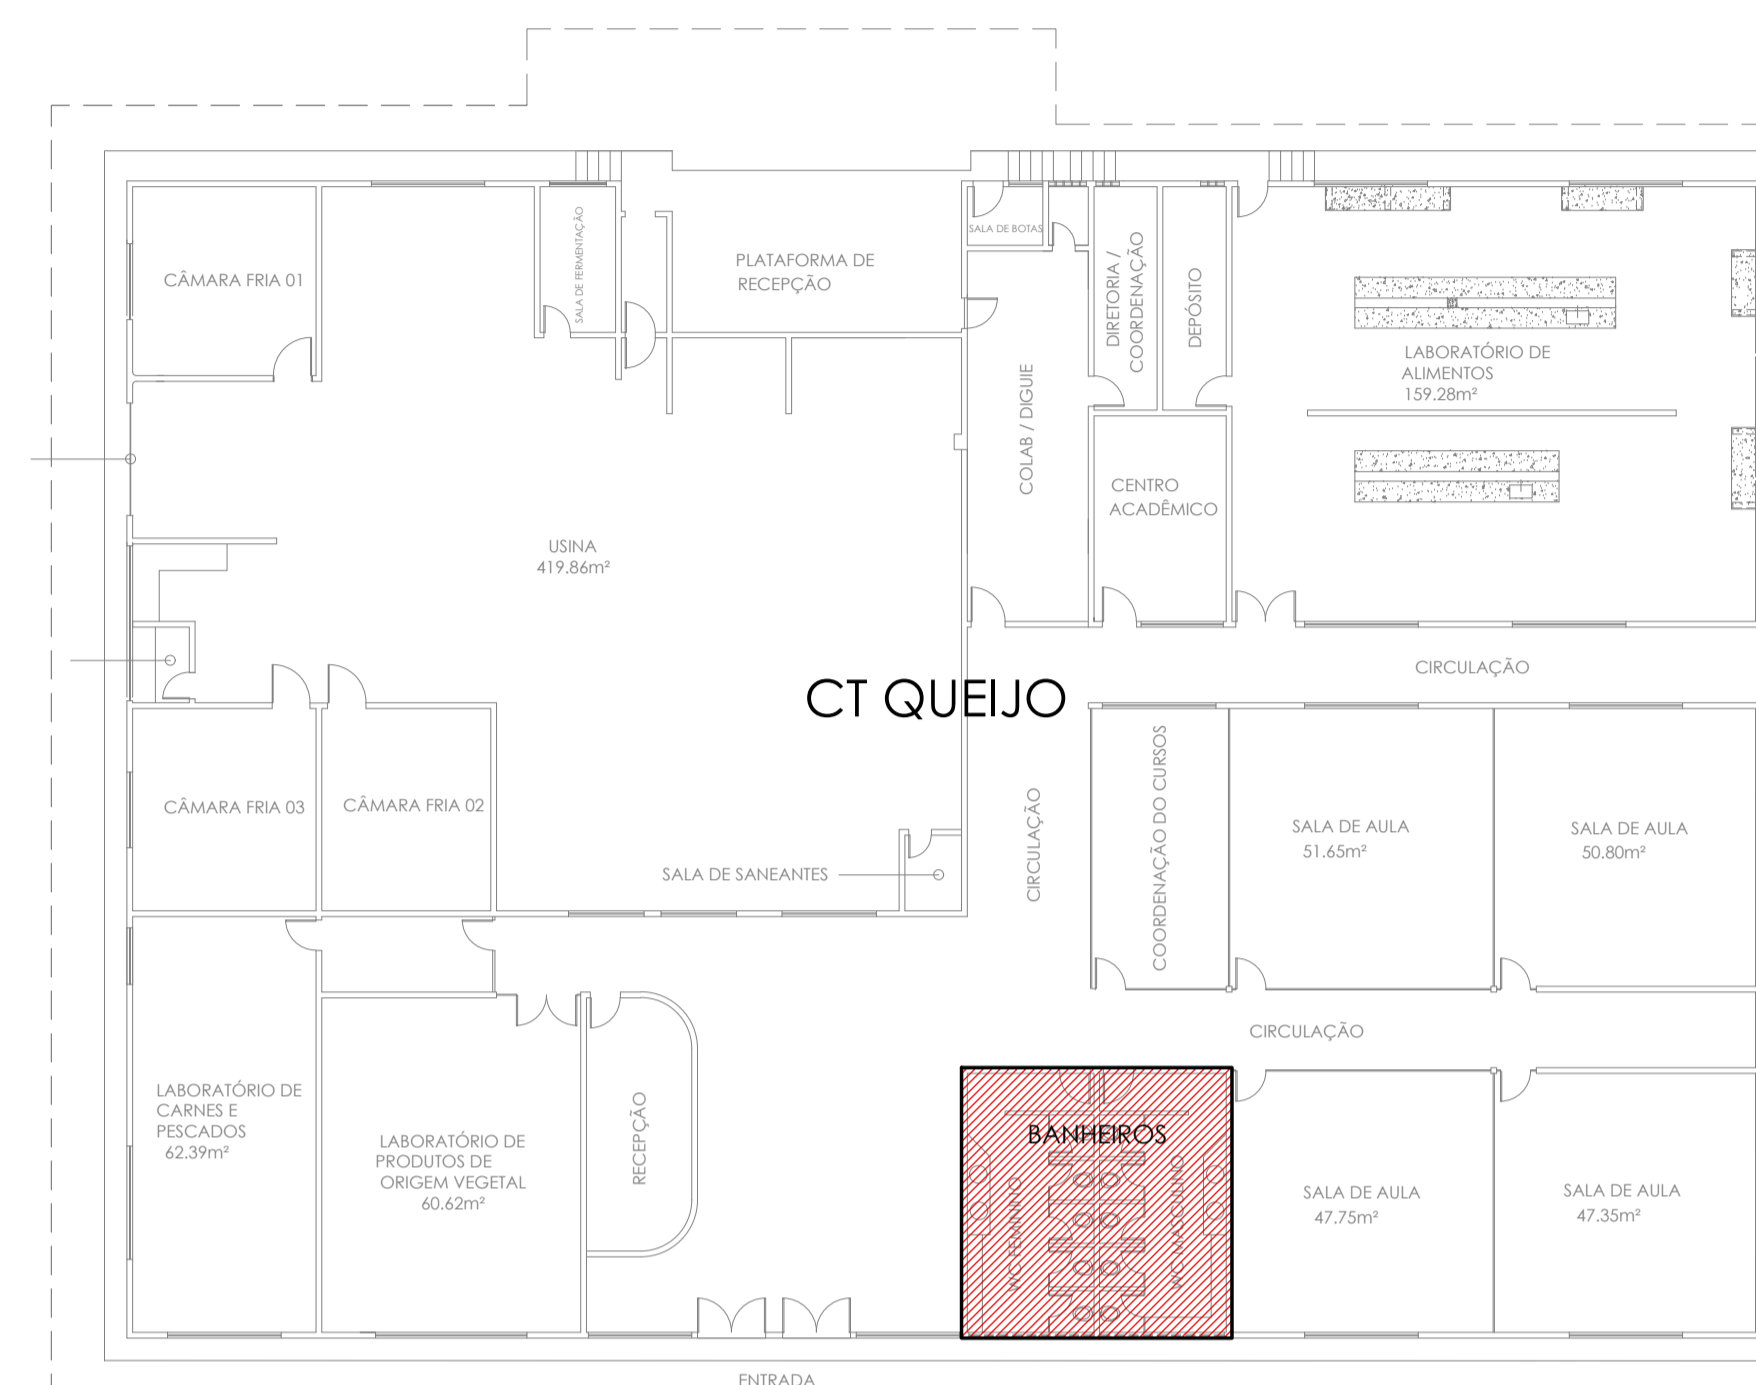 SALA DE BOTAS
CÂMARA FRIA 01
SALA DE FERMENTAÇÃO
PLATAFORMA DE
RECEPÇÃO
DIRETORIA /
COORDENAÇÃO
DEPÓSITO
LABORATÓRIO DE
ALIMENTOS
159.28m²
COLAB / DIGUIE
CENTRO
ACADÊMICO
USINA
419.86m²
CIRCULAÇÃO
CT QUEIJO
CÂMARA FRIA 03
CÂMARA FRIA 02
SALA DE SANEANTES
CIRCULAÇÃO
COORDENAÇÃO DO CURSOS
SALA DE AULA
51.65m²
SALA DE AULA
50.80m²
CIRCULAÇÃO
LABORATÓRIO DE
CARNES E
PESCADOS
62.39m²
LABORATÓRIO DE
PRODUTOS DE
ORIGEM VEGETAL
60.62m²
RECEPÇÃO
BANHEIROS
WC FEMININO
WC MASCULINO
SALA DE AULA
47.75m²
SALA DE AULA
47.35m²
ENTRADA